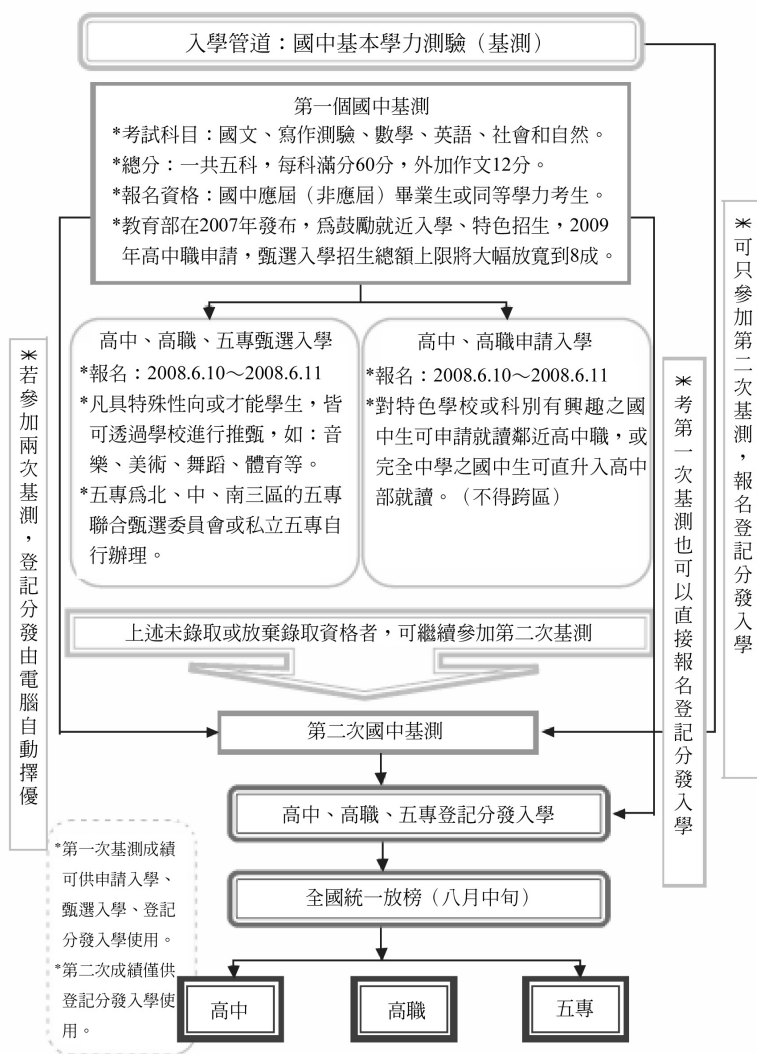 入學管道：國中基本學力測驗（基測）
第一個國中基測
*考試科目：國文、寫作測驗、數學、英語、社會和自然。
*總分：一共五科，每科滿分60分，外加作文12分。
*報名資格：國中應屆（非應屆）畢業生或同等學力考生。
*教育部在2007年發布，為鼓勵就近入學、特色招生，2009
年高中職申請，甄選入學招生總額上限將大幅放寬到8成。
高中、高職、五專甄選入學
*報名：2008.6.10～2008.6.11
*凡具特殊性向或才能學生，皆
可透過學校進行推甄，如：音
樂、美術、舞蹈、體育等。
*五專為北、中、南三區的五專
聯合甄選委員會或私立五專自
行辦理。
高中、高職申請入學
*報名：2008.6.10～2008.6.11
*對特色學校或科別有興趣之國
中生可申請就讀鄰近高中職，或
完全中學之國中生可直升入高中
部就讀。（不得跨區）
*若參加兩次基測，登記分發由電腦自動擇優
*考第一次基測也可以直接報名登記分發入學
*可只參加第二次基測，報名登記分發入學
上述未錄取或放棄錄取資格者，可繼續參加第二次基測
第二次國中基測
高中、高職、五專登記分發入學
全國統一放榜（八月中旬）
*第一次基測成績
可供申請入學、
甄選入學、登記
分發入學使用。
*第二次成績僅供
登記分發入學使
用。
高中
高職
五專